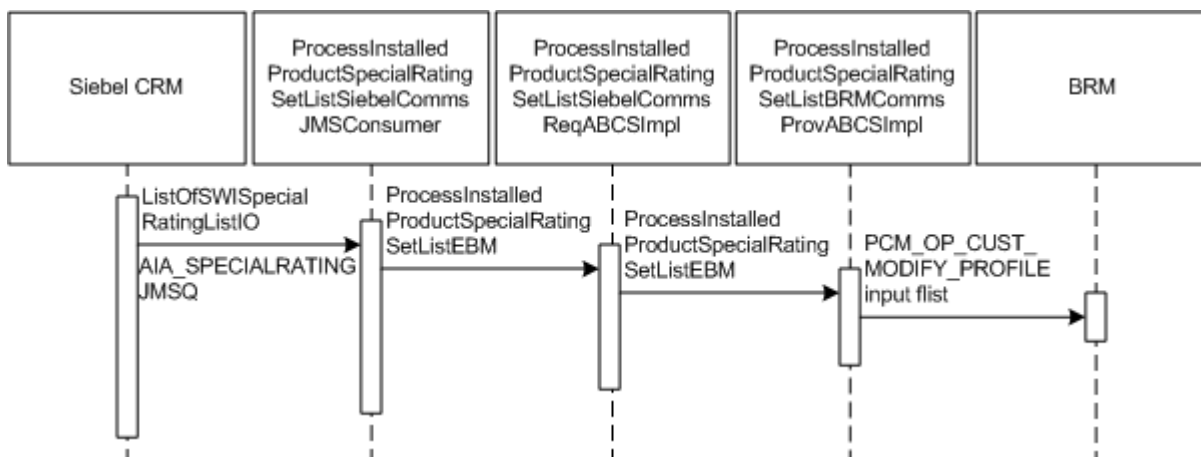 Siebel CRM
ProcessInstalled
ProductSpecialRating
SetListSiebelComms
JMSConsumer
ProcessInstalled
ProductSpecialRating
SetListSiebelComms
ReqABCSImpl
ProcessInstalled
ProductSpecialRating
SetListBRMComms
ProvABCSImpl
BRM
ListOfSWISpecial
RatingListIO
AIA_SPECIALRATING
JMSQ
ProcessInstalled
ProductSpecialRating
SetListEBM
ProcessInstalled
ProductSpecialRating
SetListEBM
PCM_OP_CUST_
MODIFY_PROFILE
input flist